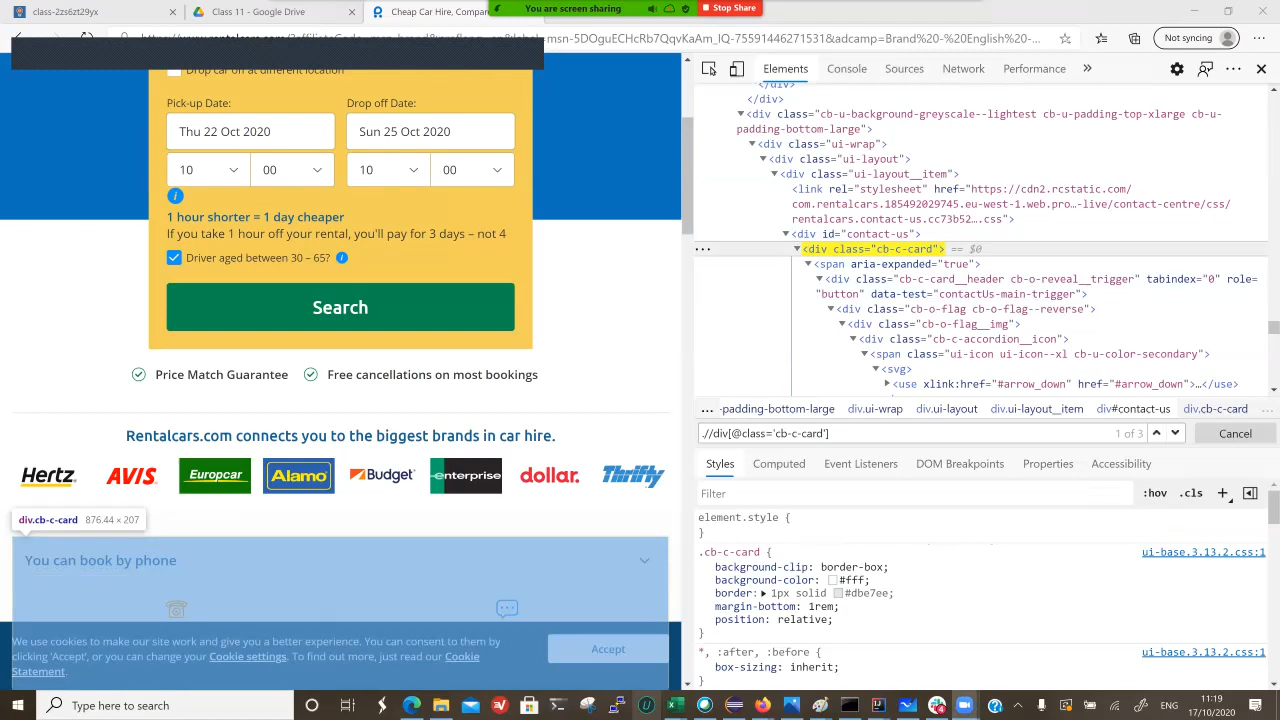 class-2selzxp7m
Class 11 - Google Drive
Cheap Car Hire, Compar
You are screen sharing
Stop Share
Not syncing
Drop car off at different location
Pick-up Date:
Drop off Date:
Thu 22 Oct 2020
Sun 25 Oct 2020
10
00
10
00
1 hour shorter = 1 day cheaper
If you take 1 hour off your rental, you'll pay for 3 days – not 4
Driver aged between 30 – 65?
Search
Price Match Guarantee
Free cancellations on most bookings
Rentalcars.com connects you to the biggest brands in car hire.
Hertz. AVIS Europcar Alamo Budget enterprise dollar. Thrifty
div.cb-c-card 876.44 × 207
You can book by phone
We use cookies to make our site work and give you a better experience. You can consent to them by
clicking 'Accept', or you can change your Cookie settings. To find out more, just read our Cookie
Statement.
Accept
Elements Console Sources Network Performance
</div>
</div>
<div class="cb-u-background-greyscale--lightest cb-u-padding-top-xlarge cb-u-
padding-bottom-large">
<div class="ui-wrap">
<div class="ui-layout">
<div class="ui-layout__item">
<link rel="stylesheet" href="https://cdn2.rcstatic.com/
com.rentalcars.185492029745.eu-west-1.web.pro…-live/contact-centre/css/
rentalcars.contact-us.cc73b52….css">
<div id="contact-us">
<div class="cb-c-card"> == $0
<span aria-expanded="true">
<div class="cb-c-card__header cb-o-reveal__trigger" tabindex="0" role=
"button" data-test="contactUs-main-trigger">
<div class="cb-o-flag cb-o-flag--reverse">
<div class="cb-o-flag__img">
<div class="cb-c-accordion__icon">
<span class="ui-icon ui-icon--xl cb-u-color-secondary">
<svg>
<use xlink:href="#arrow_down" href="#arrow_down">…</use>
... -padding-bottom-large div.ui-wrap div.ui-layout div.ui-layout__item div#contact-us div.cb-c-card ...
//div[@class='cb-c-card']
1 of 3
Cancel
Styles Computed Event Listeners DOM Breakpoints Properties Accessibility
Filter
:hov .cls
element.style {
}
.cb-c-card {
ui-base.3.13.2.css:1
background-clip: border-box;
background-color: #fff;
border: 1px solid #dbe7ee;
margin-bottom: 1rem;
position: relative;
}
*, :after, :before {
ui-base.3.13.2.css:1
box-sizing: inherit;
}
Type here to search
11:19
17/10/2020